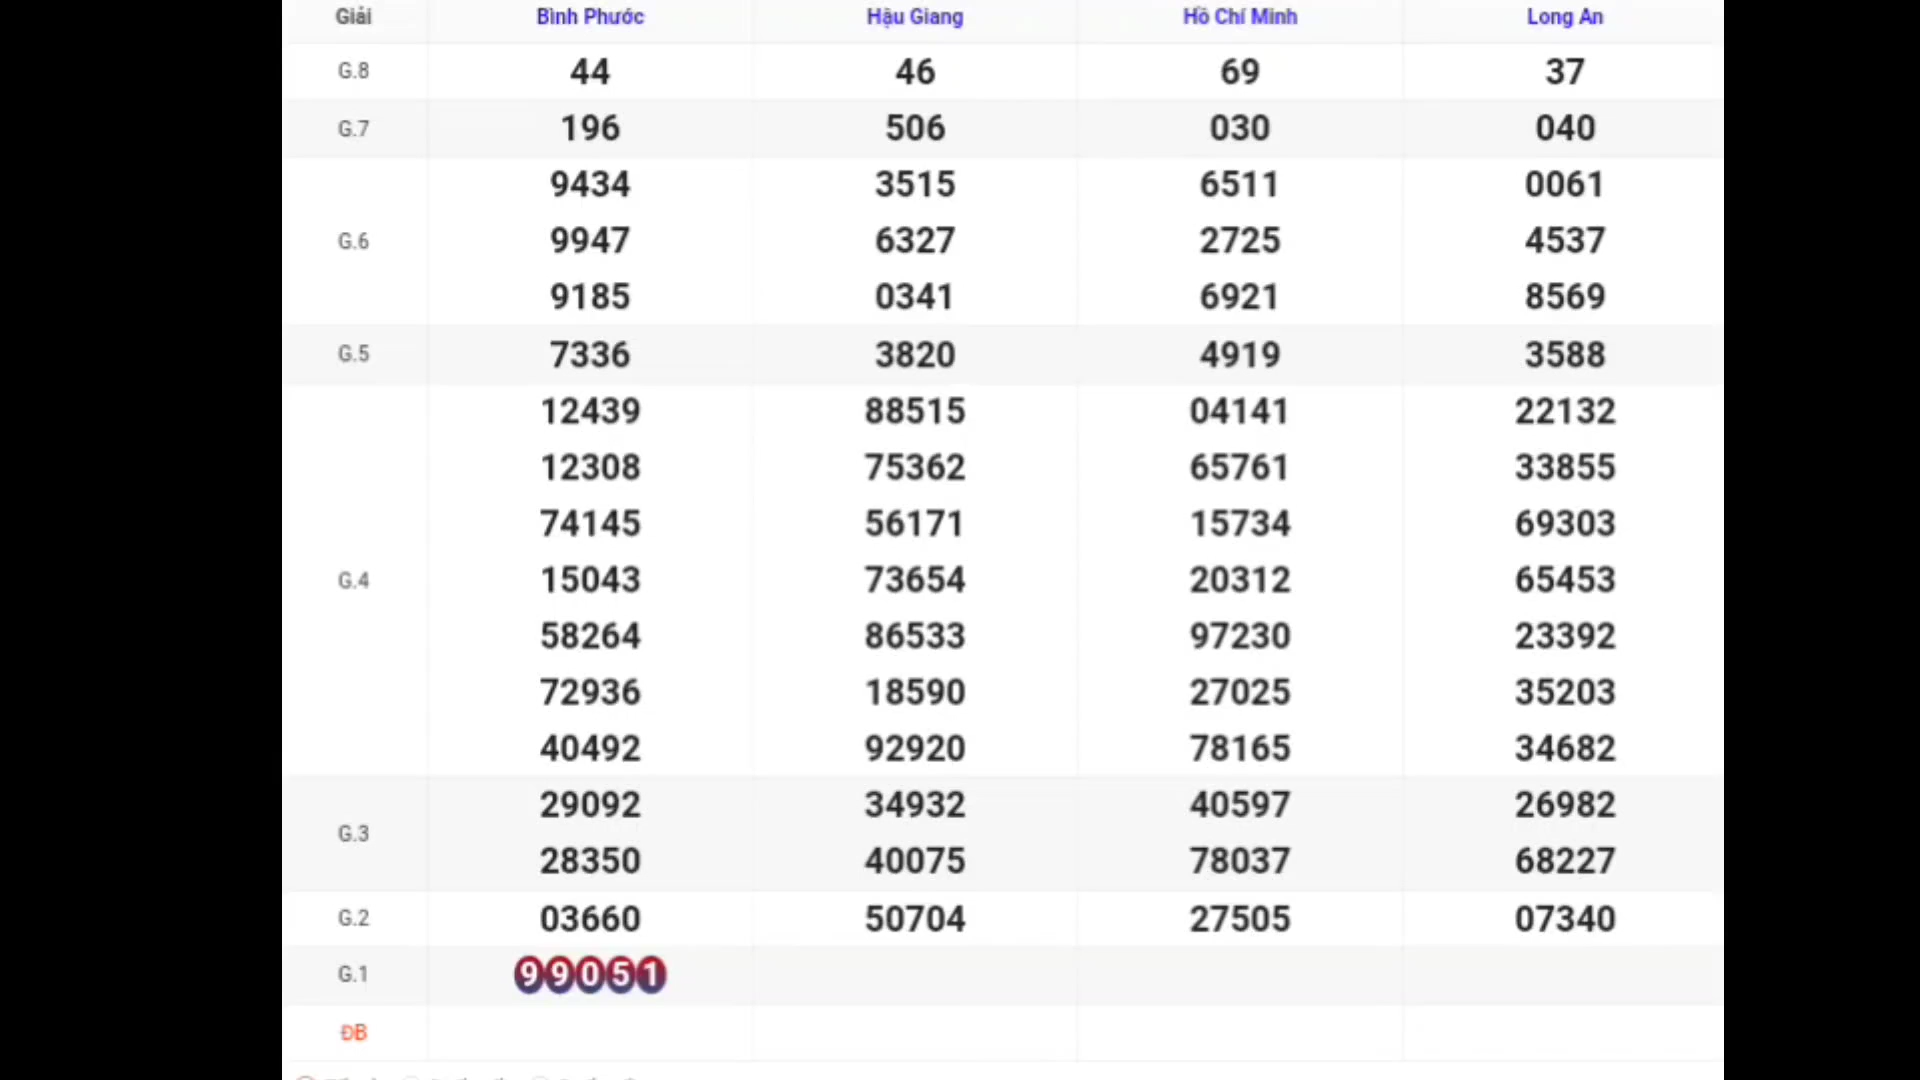 Giải Bình Phước Hậu Giang Hồ Chí Minh Long An
G.8 44 46 69 37
G.7 196 506 030 040
9434 3515 6511 0061
G.6 9947 6327 2725 4537
9185 0341 6921 8569
G.5 7336 3820 4919 3588
12439 88515 04141 22132
12308 75362 65761 33855
74145 56171 15734 69303
G.4 15043 73654 20312 65453
58264 86533 97230 23392
72936 18590 27025 35203
40492 92920 78165 34682
29092 34932 40597 26982
G.3
28350 40075 78037 68227
G.2 03660 50704 27505 07340
G.1 99051
ĐB